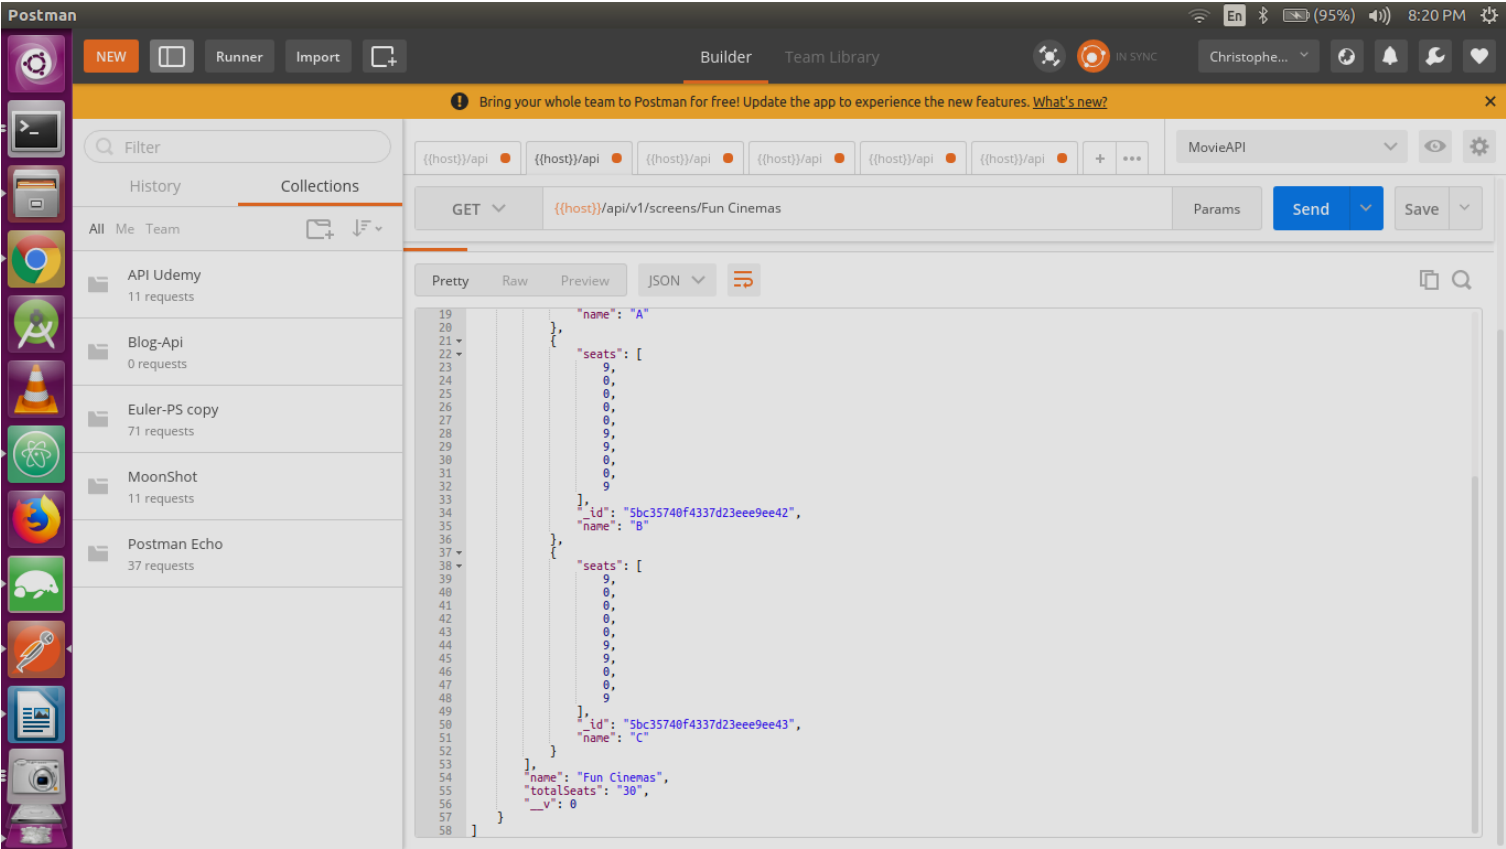 Postman
En
(95%)
8:20 PM
NEW
Runner
Import
Builder
Team Library
IN SYNC
Christophe...
Bring your whole team to Postman for free! Update the app to experience the new features. What's new?
Filter
History
Collections
All Me Team
API Udemy
11 requests
Blog-Api
0 requests
Euler-PS copy
71 requests
MoonShot
11 requests
Postman Echo
37 requests
{{host}}/api
{{host}}/api
{{host}}/api
{{host}}/api
{{host}}/api
{{host}}/api
+
MovieAPI
GET
{{host}}/api/v1/screens/Fun Cinemas
Params
Send
Save
Pretty
Raw
Preview
JSON
19 "name": "A"
20 },
21 {
22 "seats": [
23 9,
24 0,
25 0,
26 0,
27 0,
28 9,
29 9,
30 0,
31 0,
32 9
33 ],
34 "_id": "5bc35740f4337d23eee9ee42",
35 "name": "B"
36 },
37 {
38 "seats": [
39 9,
40 0,
41 0,
42 0,
43 0,
44 9,
45 9,
46 0,
47 0,
48 9
49 ],
50 "_id": "5bc35740f4337d23eee9ee43",
51 "name": "C"
52 }
53 ],
54 "name": "Fun Cinemas",
55 "totalSeats": "30",
56 "__v": 0
57 }
58 ]